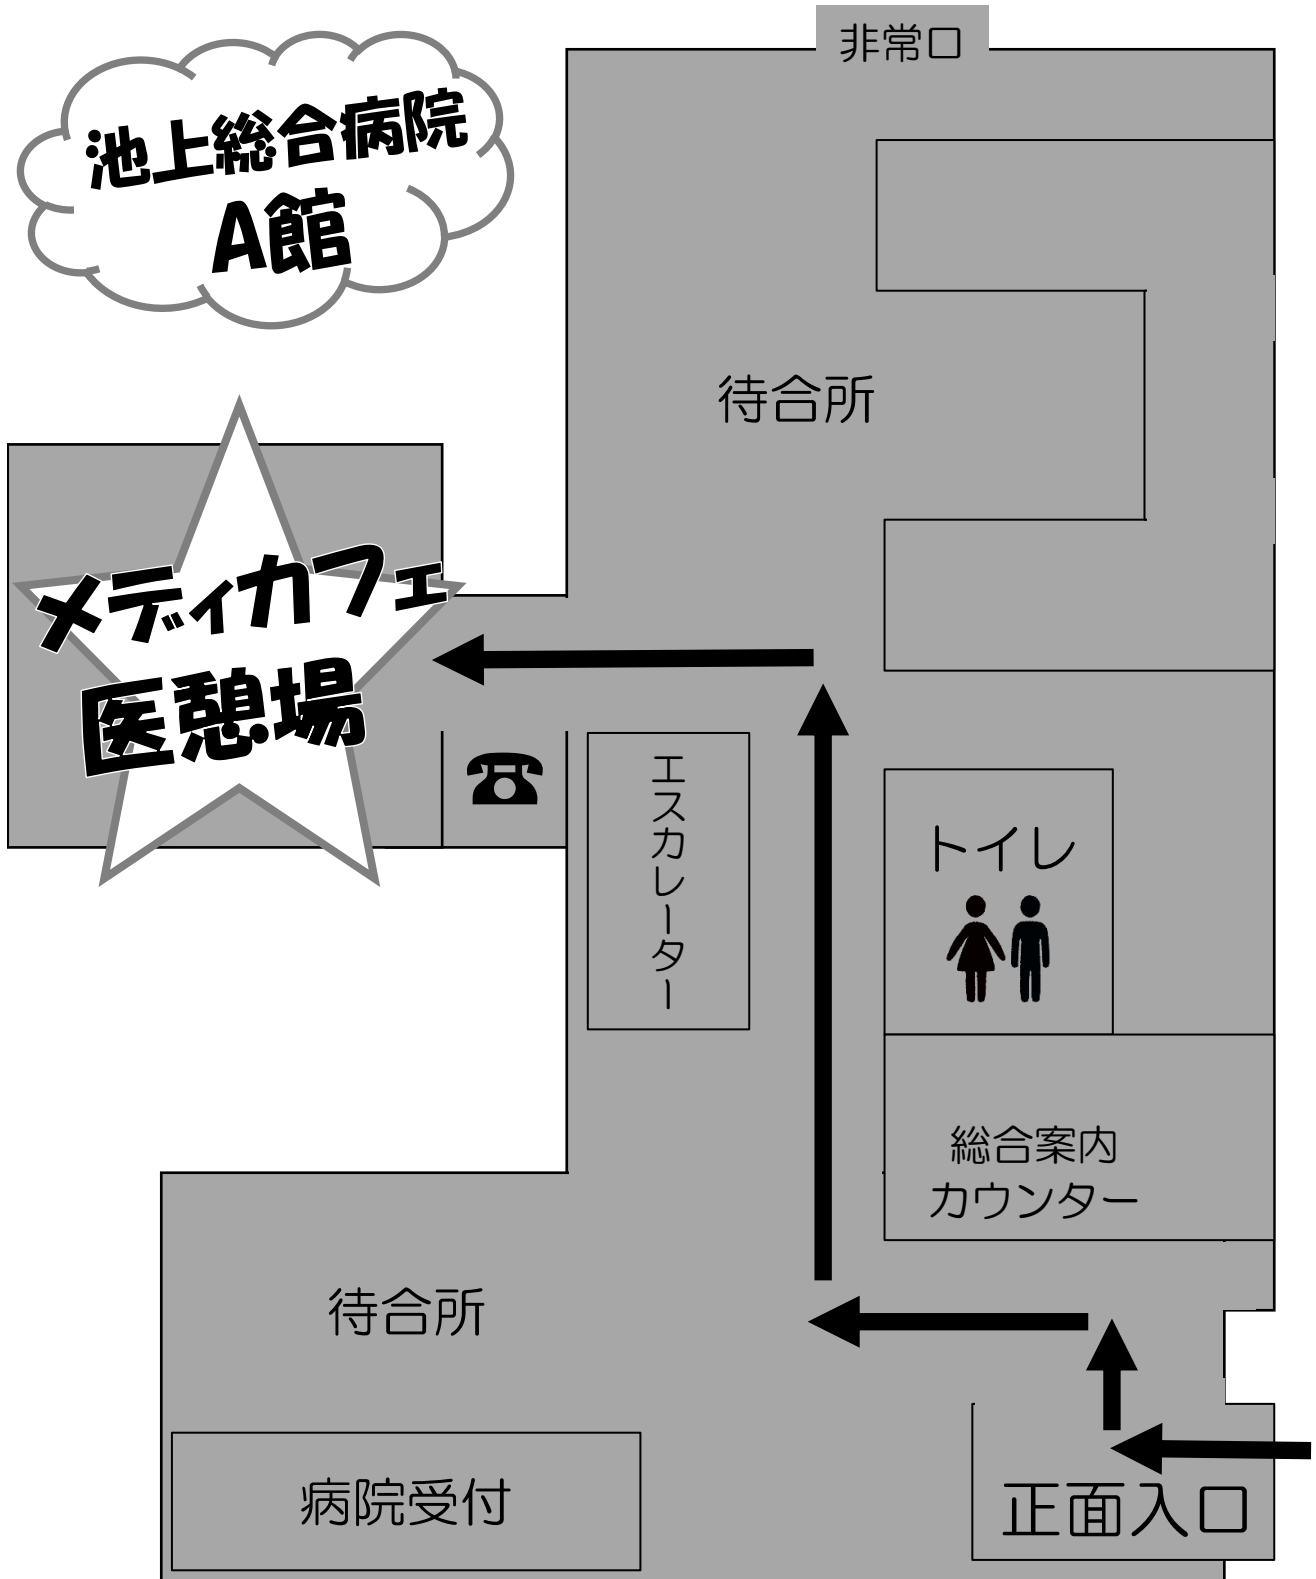 非常口
池上総合病院
A館
待合所
メディカフェ
医憩場
エスカレーター
トイレ
総合案内
カウンター
待合所
病院受付
正面入口